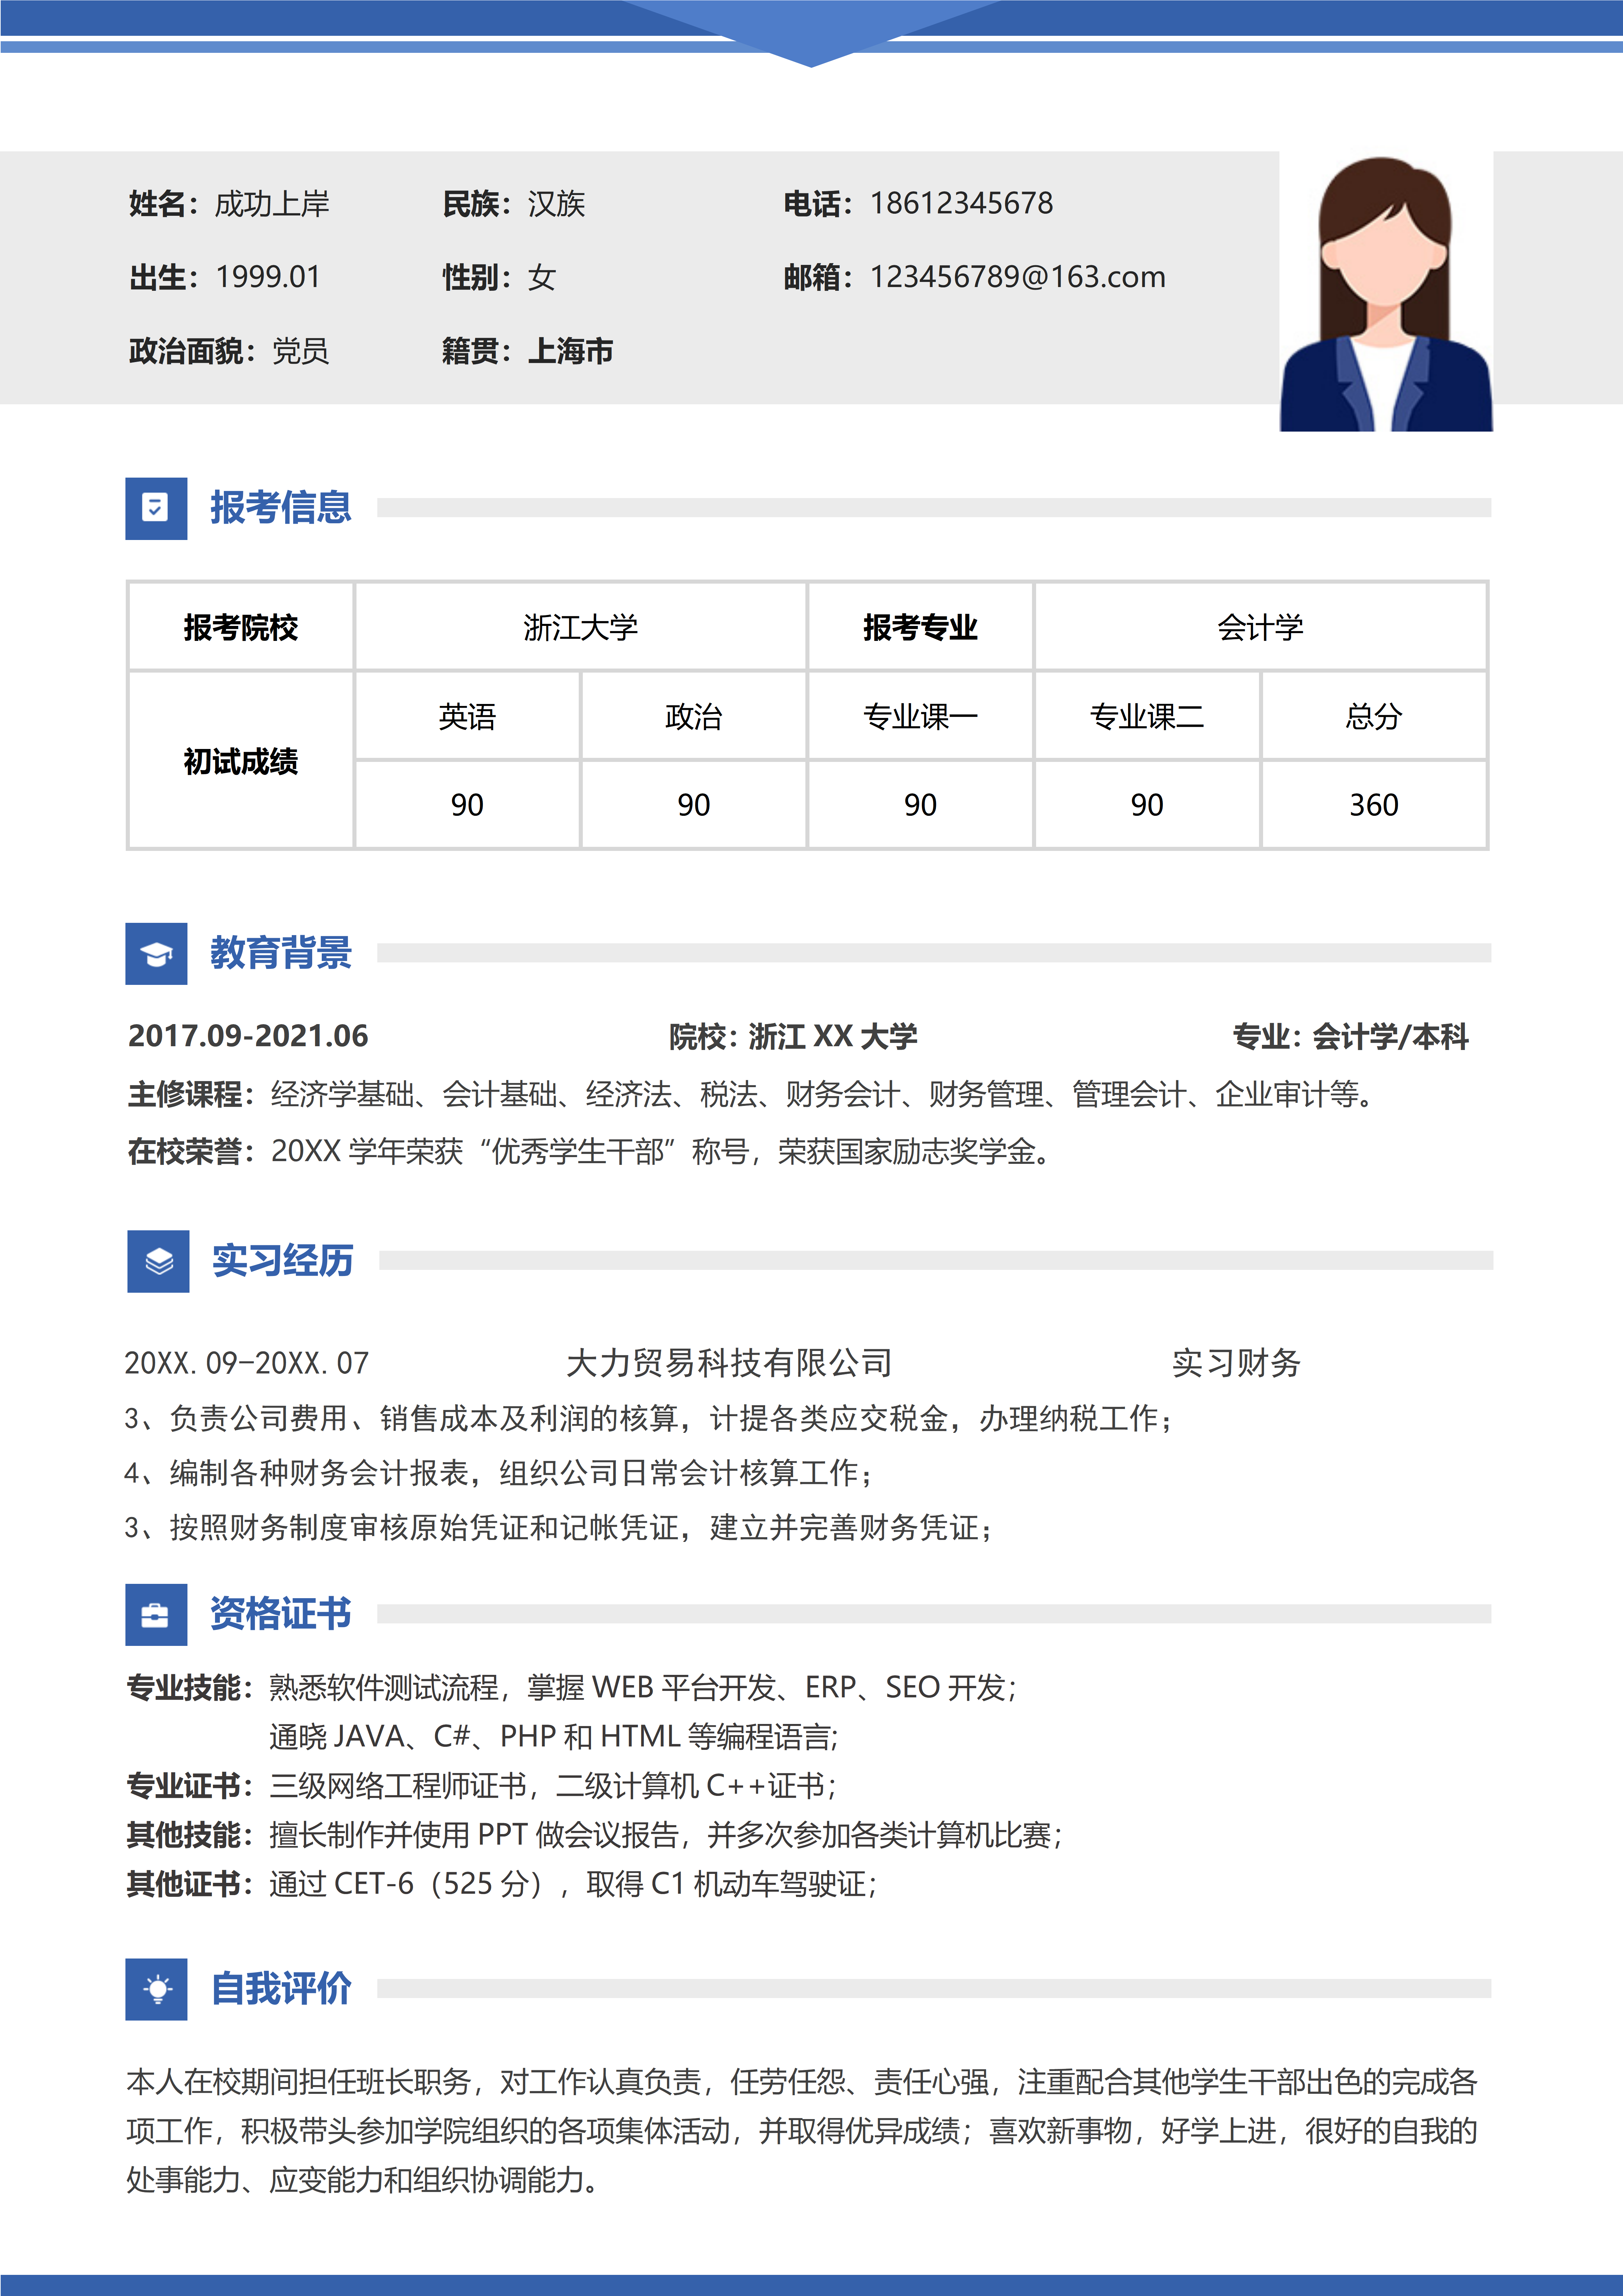 姓名：成功上岸 民族：汉族 电话：18612345678
出生：1999.01 性别：女 邮箱：123456789@163.com
政治面貌：党员 籍贯：上海市
报考信息
报考院校 浙江大学 报考专业 会计学
初试成绩 英语 政治 专业课一 专业课二 总分
90 90 90 90 360
教育背景
2017.09-2021.06 院校：浙江 XX 大学 专业：会计学/本科
主修课程：经济学基础、会计基础、经济法、税法、财务会计、财务管理、管理会计、企业审计等。
在校荣誉：20XX 学年荣获“优秀学生干部”称号，荣获国家励志奖学金。
实习经历
20XX.09-20XX.07 大力贸易科技有限公司 实习财务
3、负责公司费用、销售成本及利润的核算，计提各类应交税金，办理纳税工作；
4、编制各种财务会计报表，组织公司日常会计核算工作；
3、按照财务制度审核原始凭证和记帐凭证，建立并完善财务凭证；
资格证书
专业技能：熟悉软件测试流程，掌握 WEB 平台开发、ERP、SEO 开发；
通晓 JAVA、C#、PHP 和 HTML 等编程语言;
专业证书：三级网络工程师证书，二级计算机 C++证书；
其他技能：擅长制作并使用 PPT 做会议报告，并多次参加各类计算机比赛；
其他证书：通过 CET-6（525 分），取得 C1 机动车驾驶证；
自我评价
本人在校期间担任班长职务，对工作认真负责，任劳任怨、责任心强，注重配合其他学生干部出色的完成各
项工作，积极带头参加学院组织的各项集体活动，并取得优异成绩；喜欢新事物，好学上进，很好的自我的
处事能力、应变能力和组织协调能力。